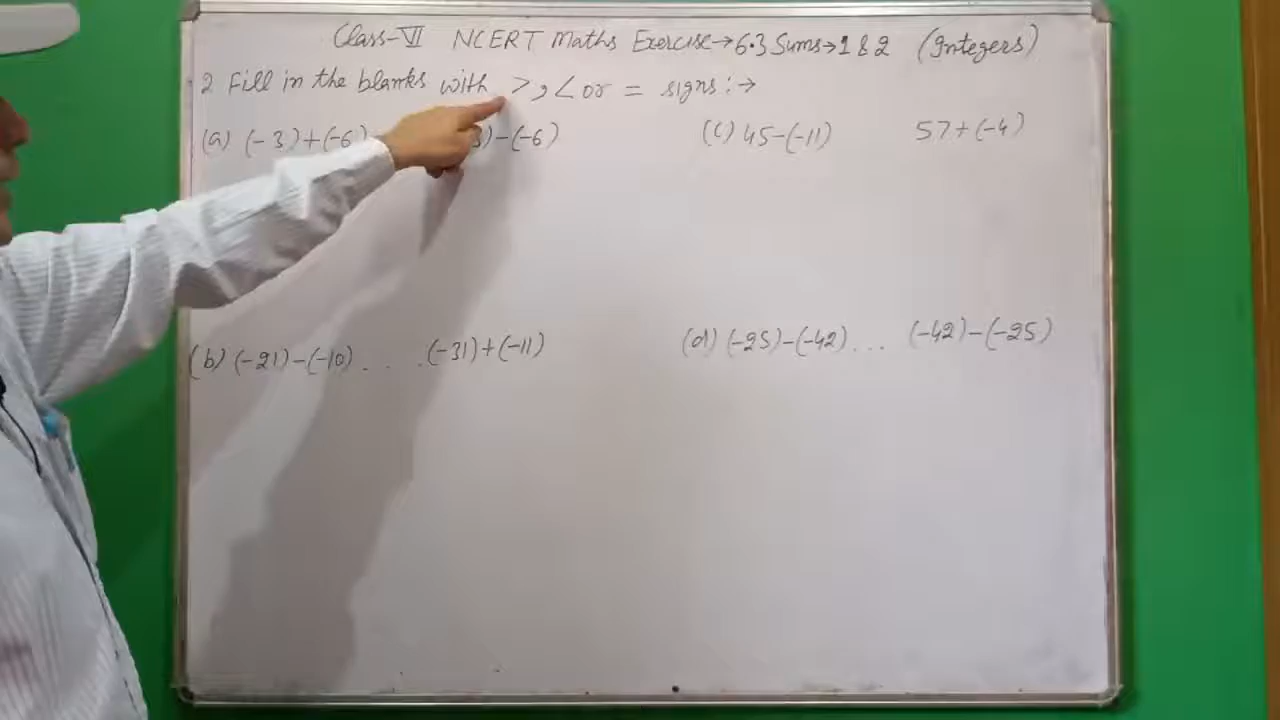 Class-VI NCERT Maths Exercise→6.3 Sums→1 & 2 (Integers)
2 Fill in the blanks with >, < or = signs:→
(a) (-3)+(-6) 3)-(-6) (c) 45-(-11) 57+(-4)
(b) (-21)-(-10) . . . (-31)+(-11) (d) (-25)-(-42) ... (-42)-(-25)